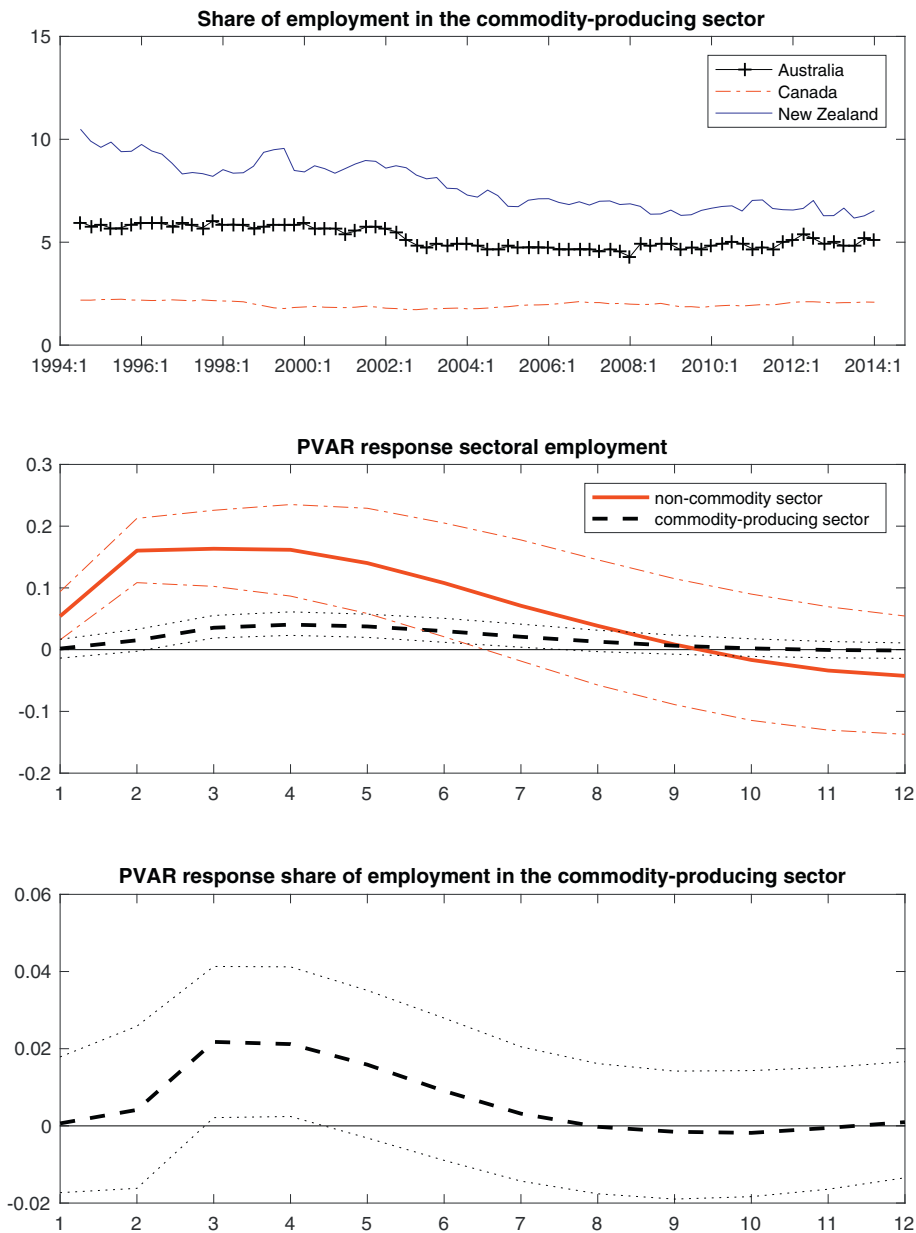 Share of employment in the commodity-producing sector
15
10
5
0
Australia
Canada
New Zealand
1994:1 1996:1 1998:1 2000:1 2002:1 2004:1 2006:1 2008:1 2010:1 2012:1 2014:1
PVAR response sectoral employment
0.3
0.2
0.1
0
-0.1
-0.2
non-commodity sector
commodity-producing sector
1 2 3 4 5 6 7 8 9 10 11 12
PVAR response share of employment in the commodity-producing sector
0.06
0.04
0.02
0
-0.02
1 2 3 4 5 6 7 8 9 10 11 12